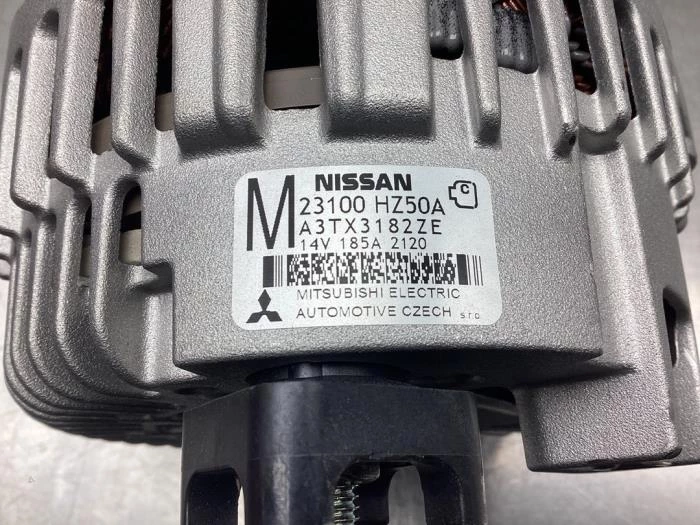 M NISSAN
23100 HZ50A C
A3TX3182ZE
14V 185A 2120
MITSUBISHI ELECTRIC
AUTOMOTIVE CZECH s.r.o.